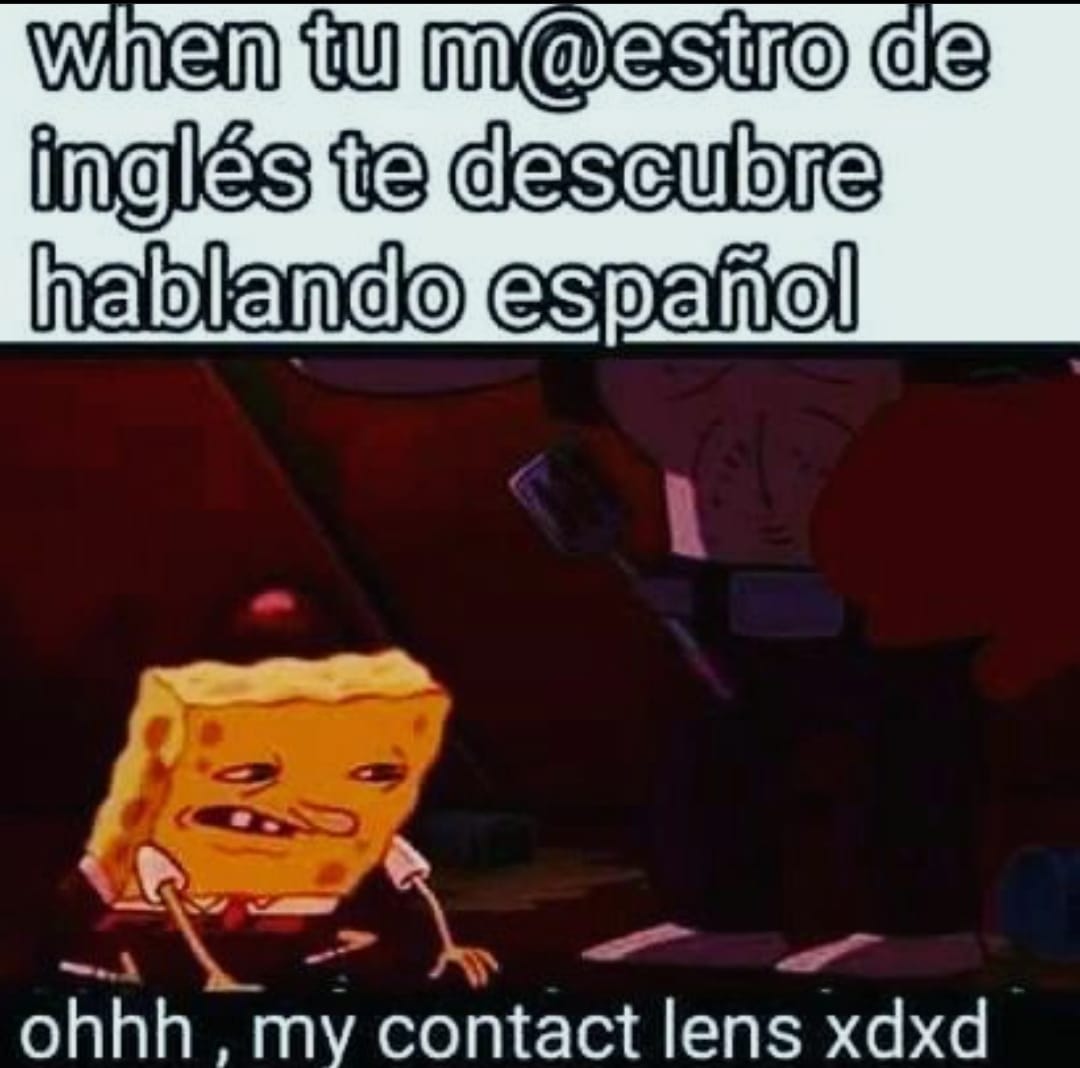 when tu m@estro de
inglés te descubre
hablando español
ohhh , my contact lens xdxd